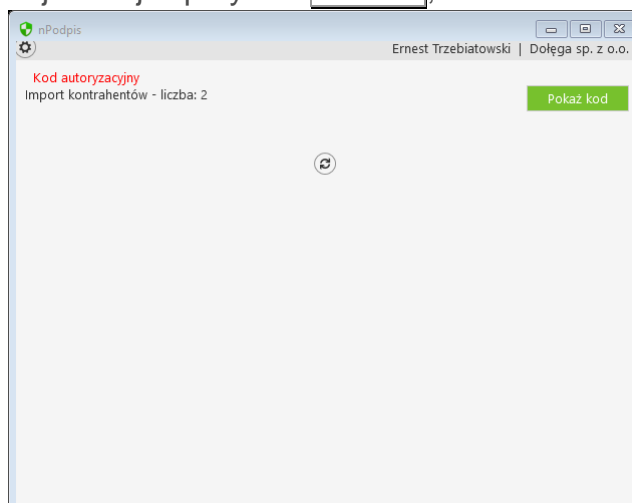 nPodpis
Ernest Trzebiatowski | Dołęga sp. z o.o.
Kod autoryzacyjny
Import kontrahentów - liczba: 2
Pokaż kod